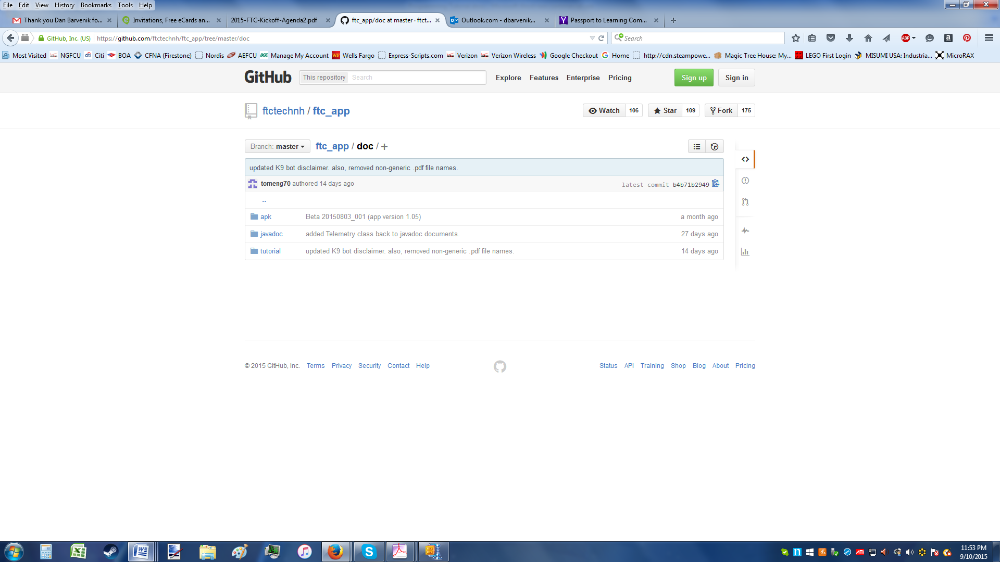 File Edit View History Bookmarks Tools Help
Thank you Dan Barvenik fo... Invitations, Free eCards an... 2015-FTC-Kickoff-Agenda2.pdf ftc_app/doc at master · ftct... Outlook.com - dbarvenik... Passport to Learning Com...
GitHub, Inc. (US) https://github.com/ftctechnh/ftc_app/tree/master/doc Search ABP
Most Visited NGFCU citi Citi BOA CFNA (Firestone) Nordis AEFCU BGE Manage My Account WF Wells Fargo Express-Scripts.com Verizon Verizon Wireless Google Checkout Home http://cdn.steampowe... Magic Tree House: My... LEGO First Login MISUMI USA: Industria... MicroRAX
GitHub This repository Search Explore Features Enterprise Pricing Sign up Sign in
ftctechnh / ftc_app Watch 106 Star 109 Fork 175
Branch: master ftc_app / doc / +
updated K9 bot disclaimer. also, removed non-generic .pdf file names.
tomeng70 authored 14 days ago latest commit b4b71b2949
..
apk Beta 20150803_001 (app version 1.05) a month ago
javadoc added Telemetry class back to javadoc documents. 27 days ago
tutorial updated K9 bot disclaimer. also, removed non-generic .pdf file names. 14 days ago
© 2015 GitHub, Inc. Terms Privacy Security Contact Help Status API Training Shop Blog About Pricing
11:53 PM
9/10/2015